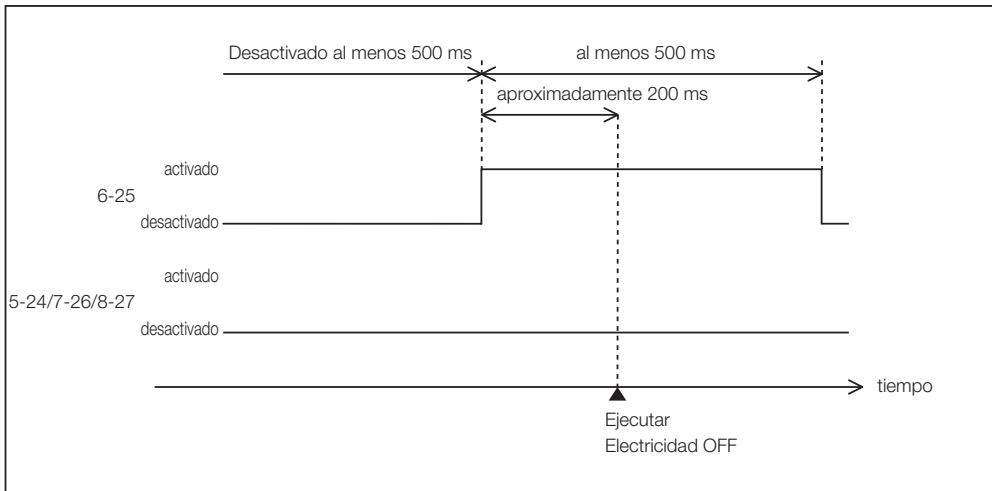 Desactivado al menos 500 ms
al menos 500 ms
aproximadamente 200 ms
activado
6-25
desactivado
activado
5-24/7-26/8-27
desactivado
tiempo
Ejecutar
Electricidad OFF